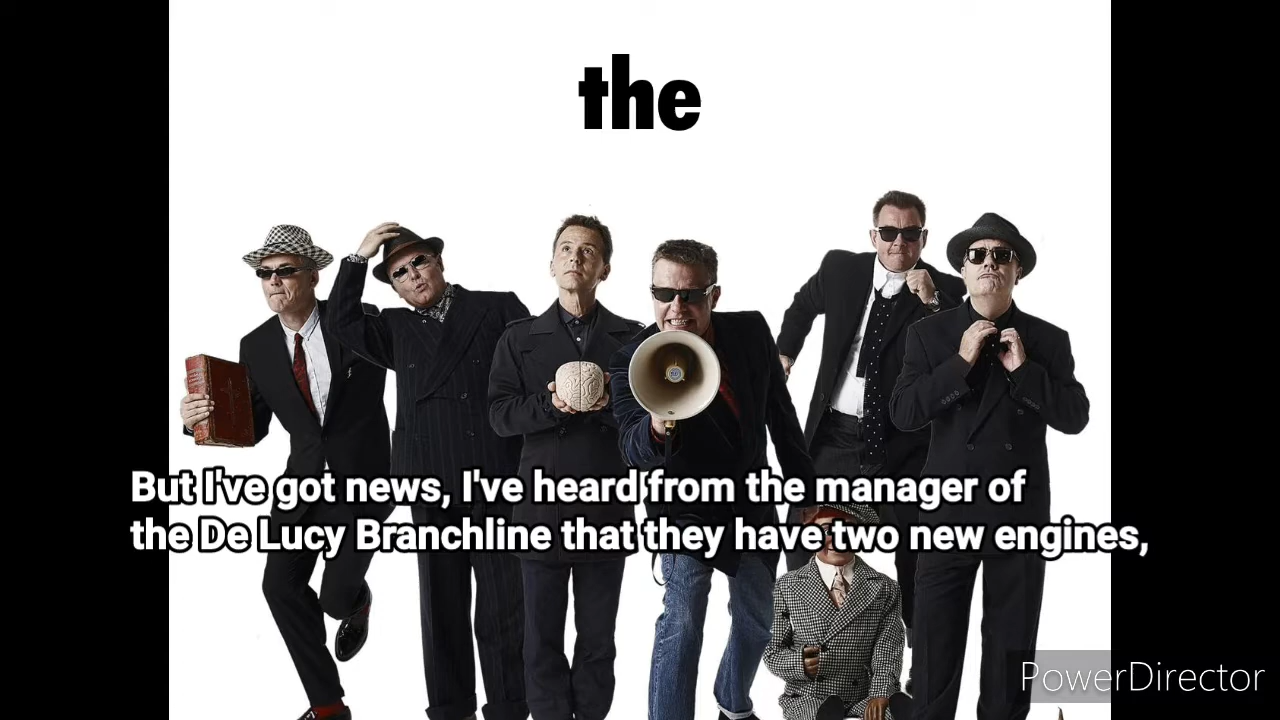 the
But I've got news, I've heard from the manager of
the De Lucy Branchline that they have two new engines,
PowerDirector